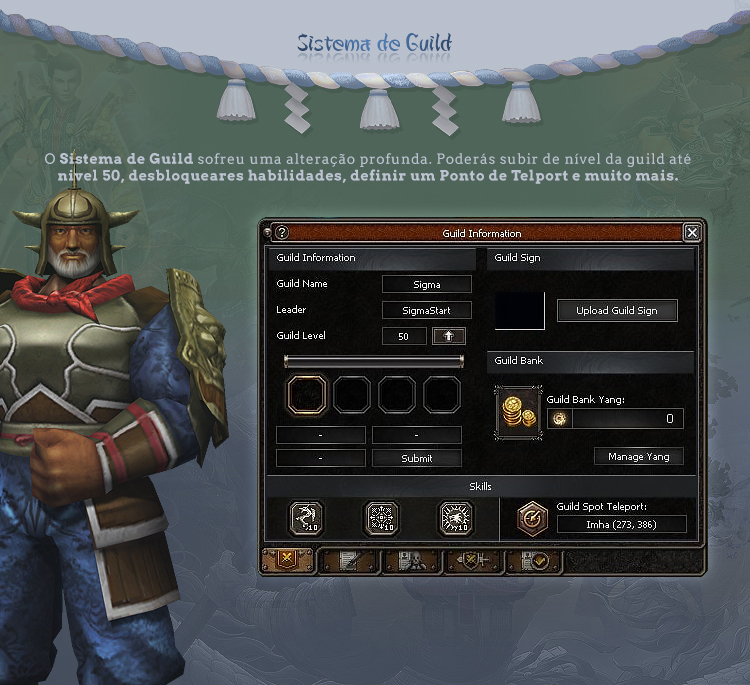 Sistema de Guild
O Sistema de Guild sofreu uma alteração profunda. Poderás subir de nível da guild até
nível 50, desbloqueares habilidades, definir um Ponto de Telport e muito mais.
? Guild Information X
Guild Information
Guild Sign
Guild Name Sigma
Leader SigmaStart
Upload Guild Sign
Guild Level 50
Guild Bank
Guild Bank Yang:
0
- -
- Submit
Manage Yang
Skills
10 10 10
Guild Spot Teleport:
Imha (273, 386)